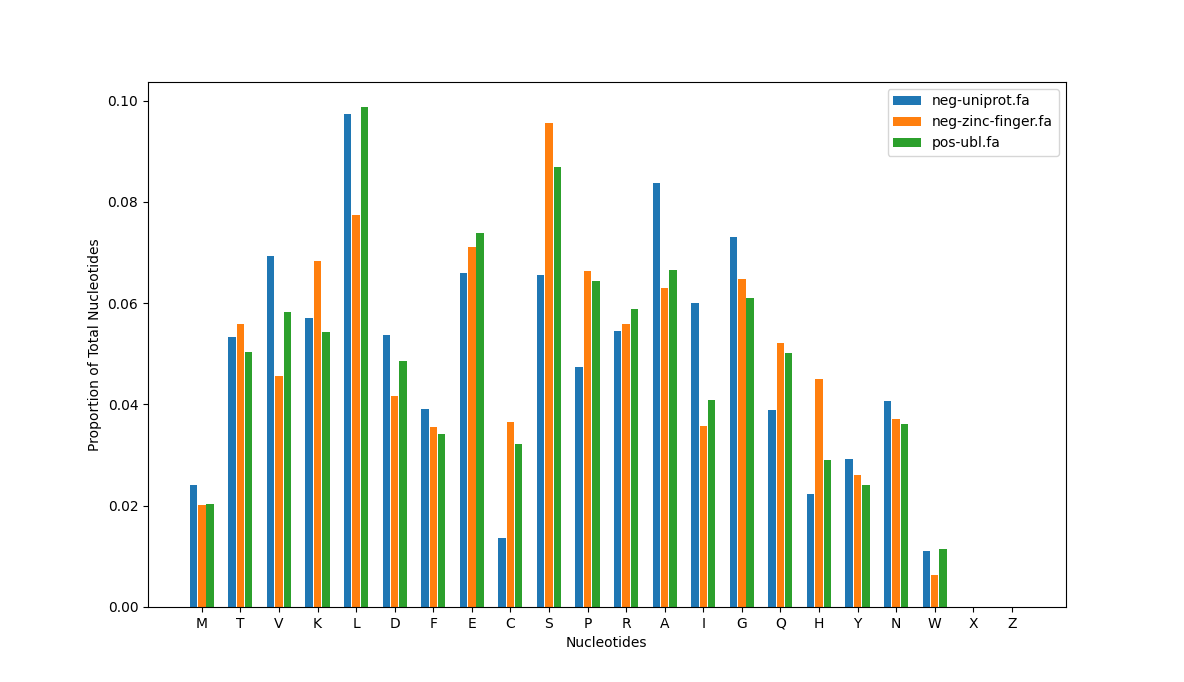 neg-uniprot.fa
neg-zinc-finger.fa
pos-ubl.fa
Proportion of Total Nucleotides
0.10
0.08
0.06
0.04
0.02
0.00
M T V K L D F E C S P R A I G Q H Y N W X Z
Nucleotides